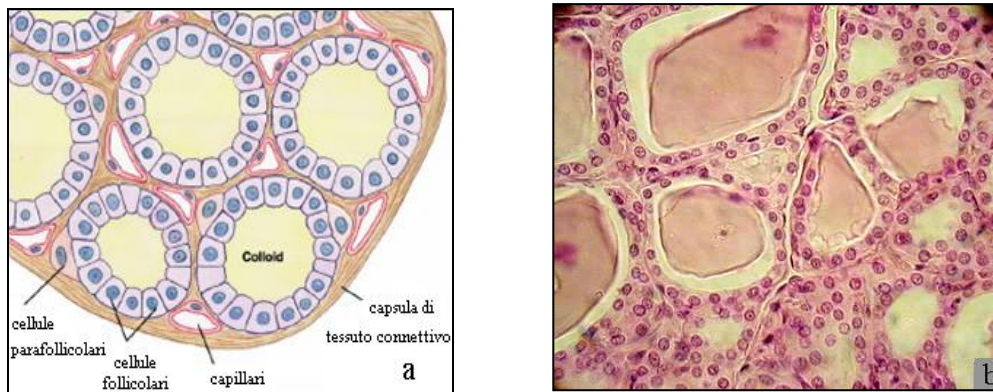 Colloid
cellule
parafollicolari
cellule
follicolari
capillari
capsula di
tessuto connettivo
a
b